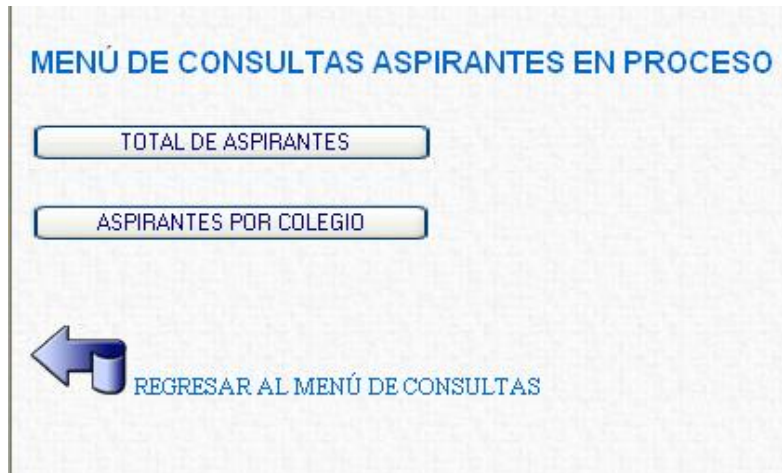 MENÚ DE CONSULTAS ASPIRANTES EN PROCESO
TOTAL DE ASPIRANTES
ASPIRANTES POR COLEGIO
REGRESAR AL MENÚ DE CONSULTAS